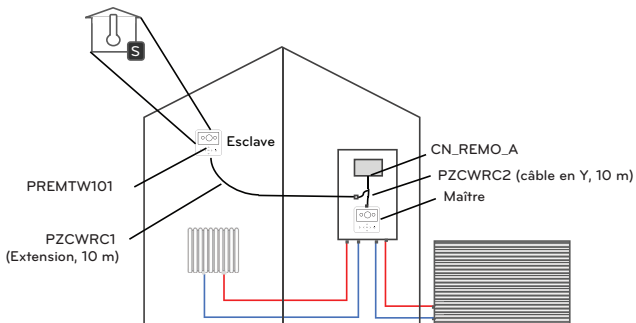 S
Esclave
PREMTW101
PZCWRC1
(Extension, 10 m)
CN_REMO_A
PZCWRC2 (câble en Y, 10 m)
Maître